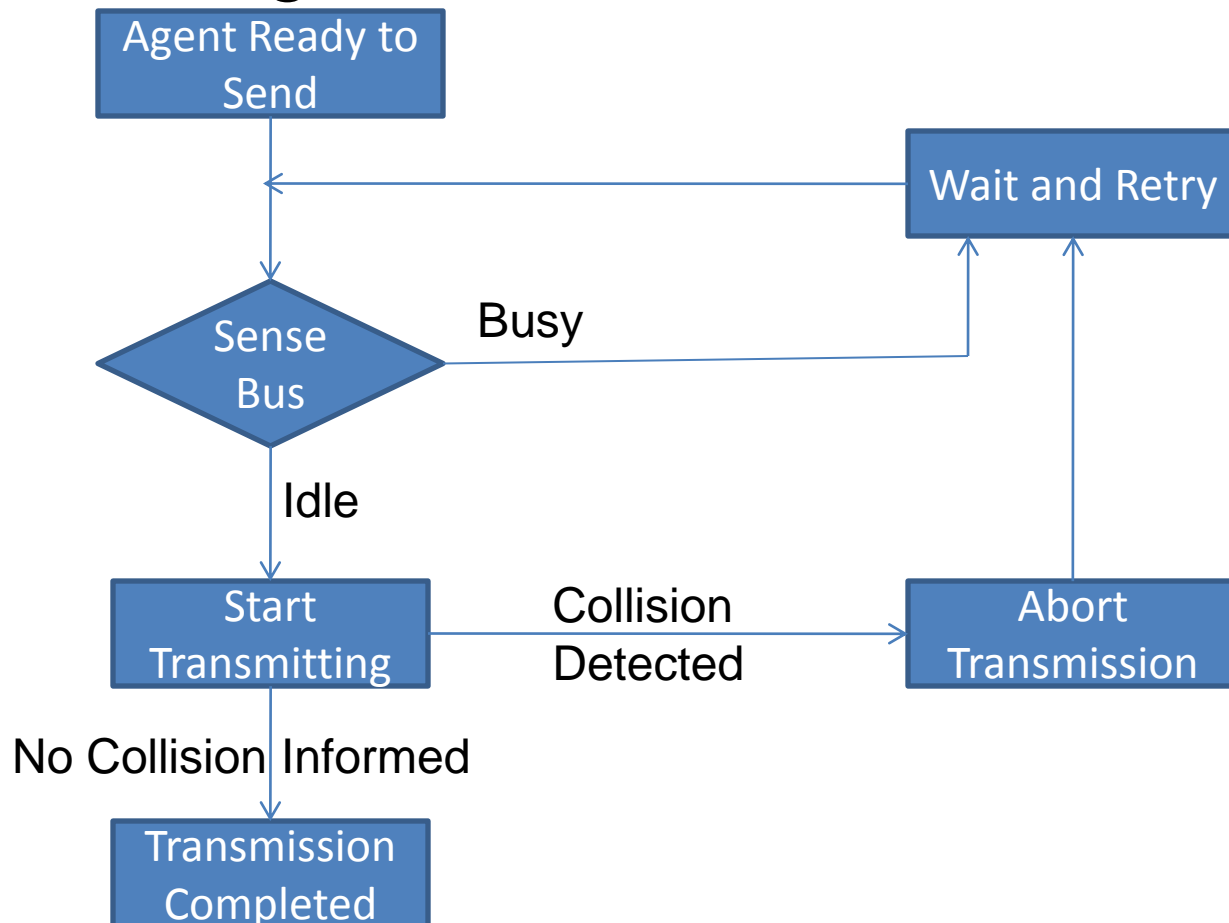 Agent Ready to
Send
Wait and Retry
Sense
Bus
Busy
Idle
Start
Transmitting
Collision
Detected
Abort
Transmission
No Collision Informed
Transmission
Completed